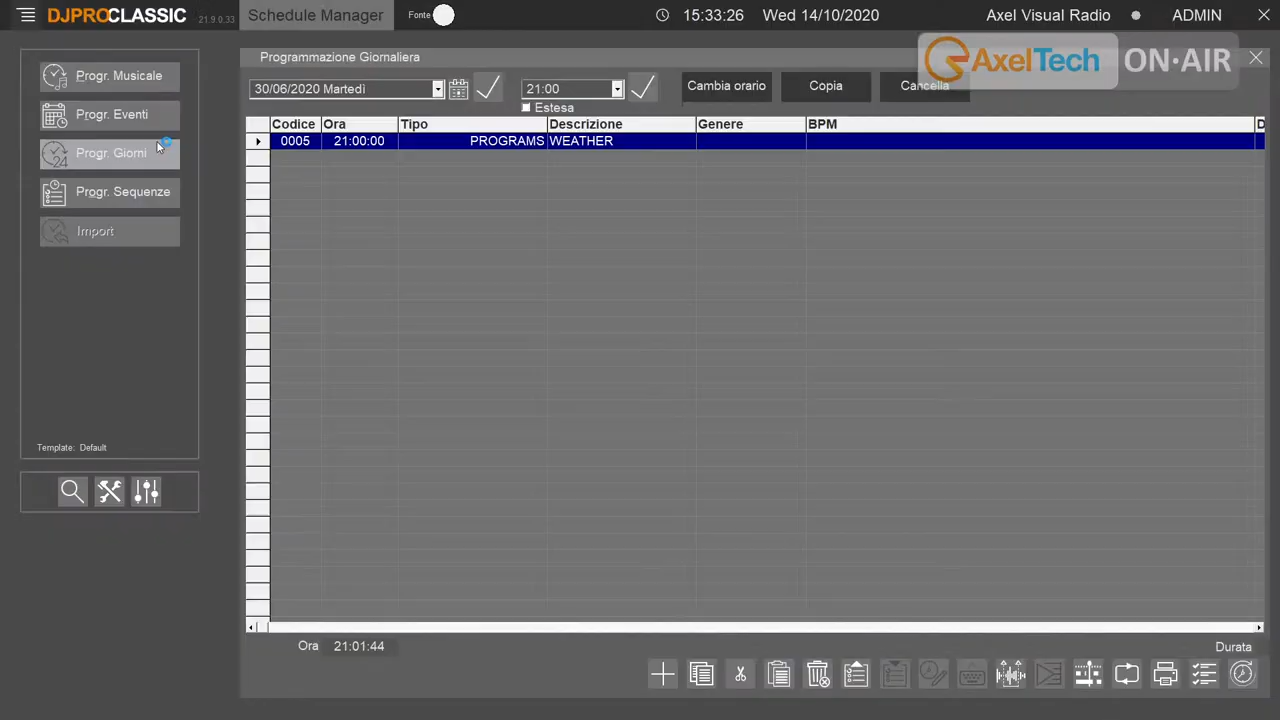 DJPROCLASSIC 21.9.0.33 Schedule Manager Fonte 15:33:26 Wed 14/10/2020 Axel Visual Radio ADMIN
AxelTech ON·AIR
Programmazione Giornaliera
Progr. Musicale
Progr. Eventi
Progr. Giorni
Progr. Sequenze
Import
Template: Default
30/06/2020 Martedì 21:00 Cambia orario Copia Cancella
Estesa
Codice Ora Tipo Descrizione Genere BPM D
0005 21:00:00 PROGRAMS WEATHER
Ora 21:01:44 Durata